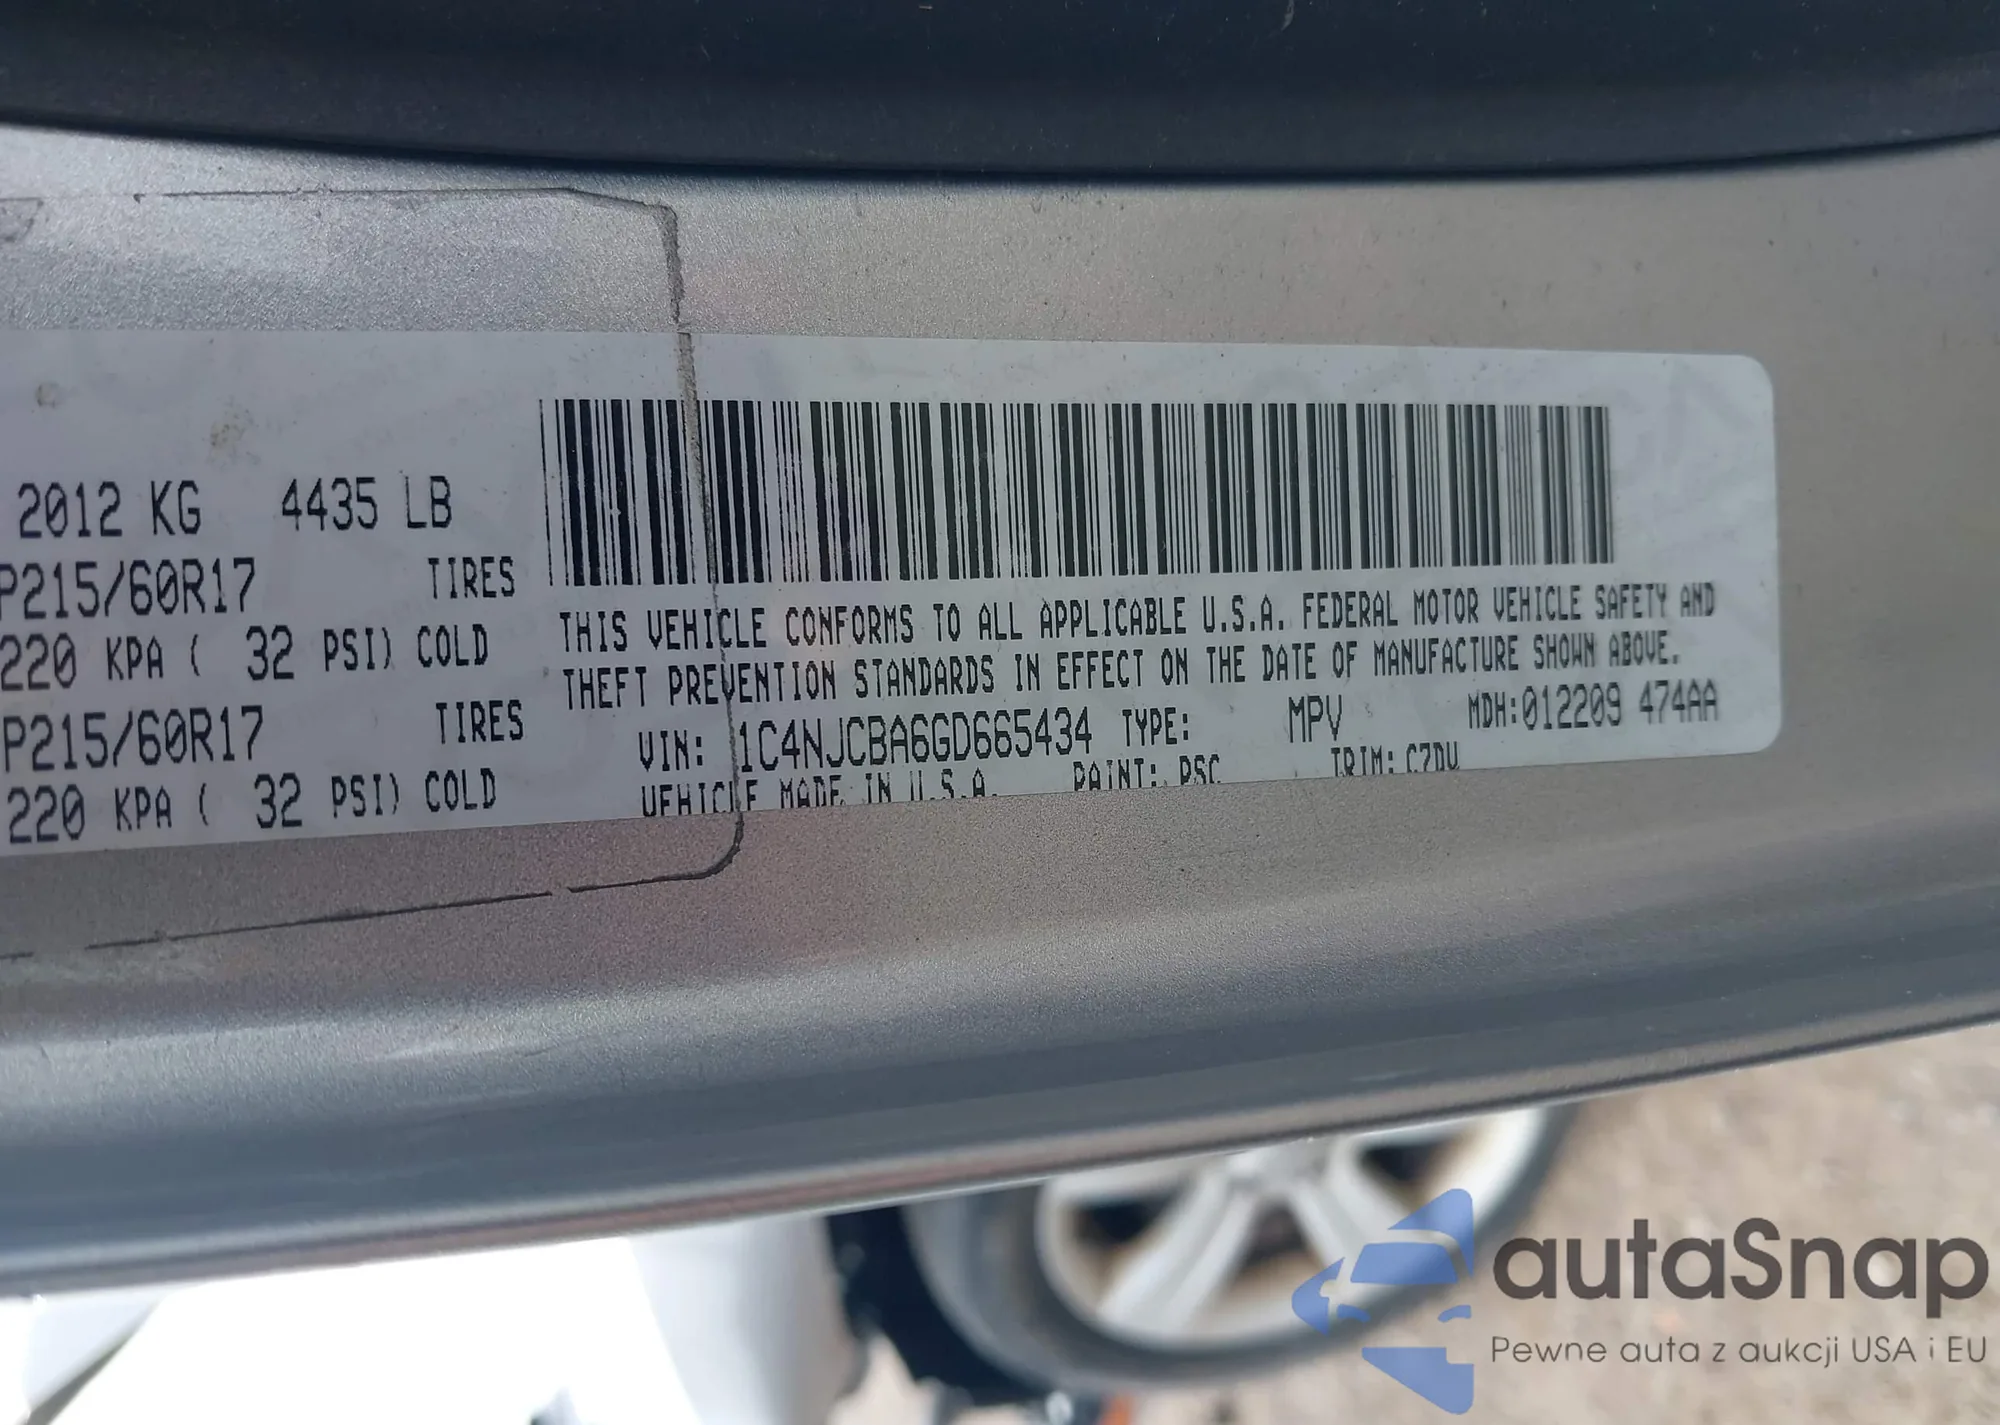 2012 KG 4435 LB
P215/60R17 TIRES
220 KPA ( 32 PSI) COLD
P215/60R17 TIRES
220 KPA ( 32 PSI) COLD
THIS VEHICLE CONFORMS TO ALL APPLICABLE U.S.A. FEDERAL MOTOR VEHICLE SAFETY AND
THEFT PREVENTION STANDARDS IN EFFECT ON THE DATE OF MANUFACTURE SHOWN ABOVE.
VIN: 1C4NJCBA6GD665434 TYPE: MPV MDH:012209 474AA
VEHICLE MADE IN U.S.A. PAINT: PSC TRIM: C7DV
autaSnap
Pewne auta z aukcji USA i EU